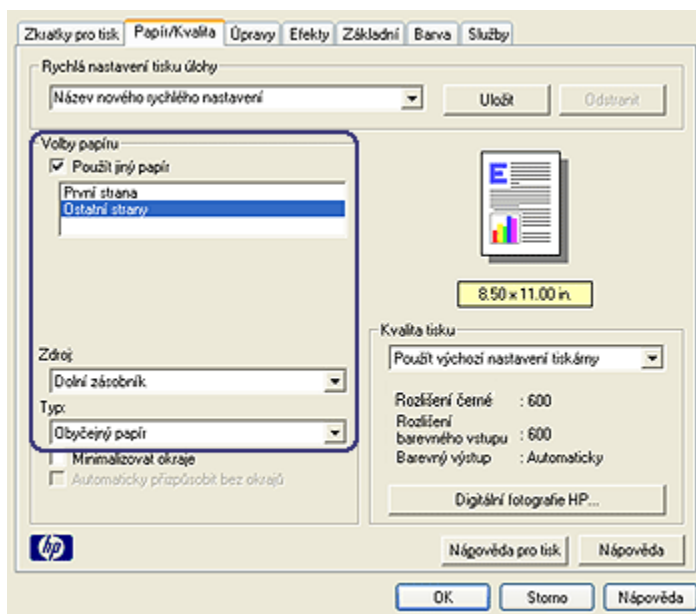 Zkratky pro tisk Papír/Kvalita Úpravy Efekty Základní Barva Služby
Rychlá nastavení tisku úlohy
Název nového rychlého nastavení Uložit Odstranit
Volby papíru
Použít jiný papír
První strana
Ostatní strany
E
8.50 x 11.00 in.
Zdroj:
Dolní zásobník
Typ:
Obyčejný papír
Minimalizovat okraje
Automaticky přizpůsobit bez okrajů
Kvalita tisku
Použít výchozí nastavení tiskárny
Rozlišení černé : 600
Rozlišení
barevného vstupu : 600
Barevný výstup : Automaticky
Digitální fotografie HP...
hp
Nápověda pro tisk Nápověda
OK Storno Nápověda